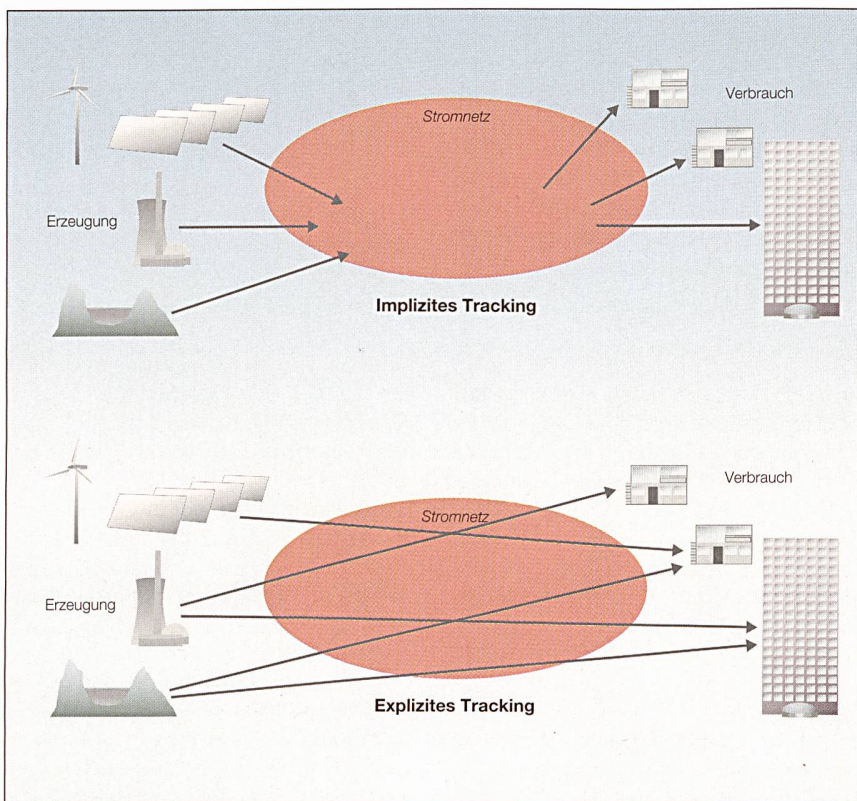 Stromnetz
Verbrauch
Erzeugung
Implizites Tracking
Stromnetz
Verbrauch
Erzeugung
Explizites Tracking